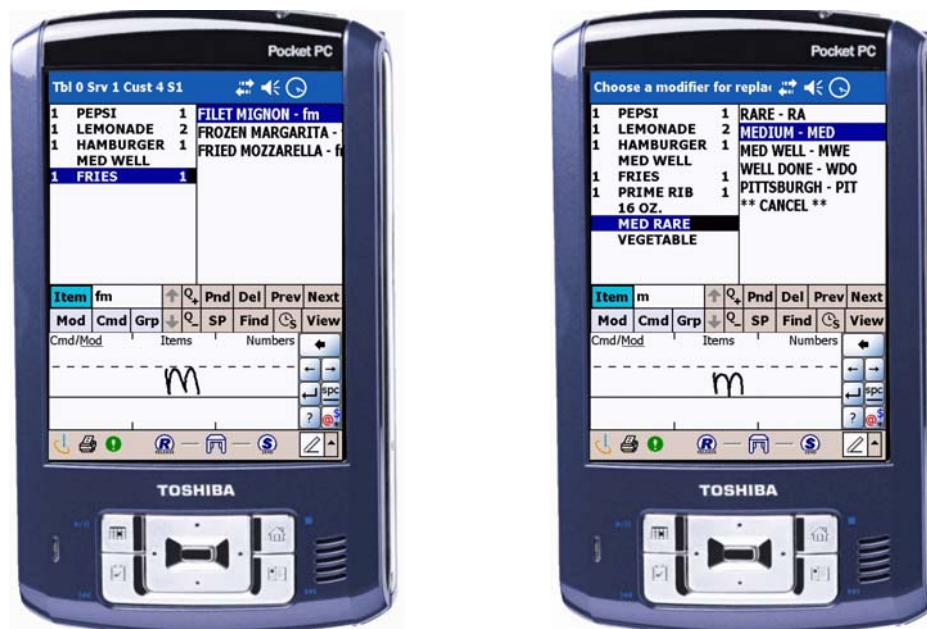 Pocket PC
Tbl 0 Srv 1 Cust 4 S1
1 PEPSI 1
1 LEMONADE 2
1 HAMBURGER 1
MED WELL
1 FRIES 1
FILET MIGNON - fm
FROZEN MARGARITA -
FRIED MOZZARELLA -
Item fm Q+ Pnd Del Prev Next
Mod Cmd Grp Q- SP Find S View
Cmd/Mod Items Numbers
m
spc
? @ $
R S
TOSHIBA
Pocket PC
Choose a modifier for
1 PEPSI 1
1 LEMONADE 2
1 HAMBURGER 1
MED WELL
1 FRIES 1
1 PRIME RIB 1
16 OZ.
MED RARE
VEGETABLE
RARE - RA
MEDIUM - MED
MED WELL - MWE
WELL DONE - WDO
PITTSBURGH - PIT
** CANCEL **
Item m Q+ Pnd Del Prev Next
Mod Cmd Grp Q- SP Find S View
Cmd/Mod Items Numbers
m
spc
? @ $
R S
TOSHIBA